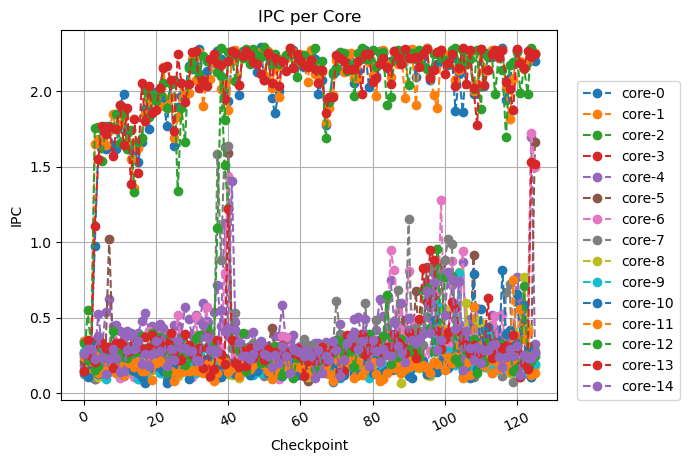 IPC per Core
IPC
2.0
1.5
1.0
0.5
0.0
0
20
40
60
80
100
120
Checkpoint
core-0
core-1
core-2
core-3
core-4
core-5
core-6
core-7
core-8
core-9
core-10
core-11
core-12
core-13
core-14